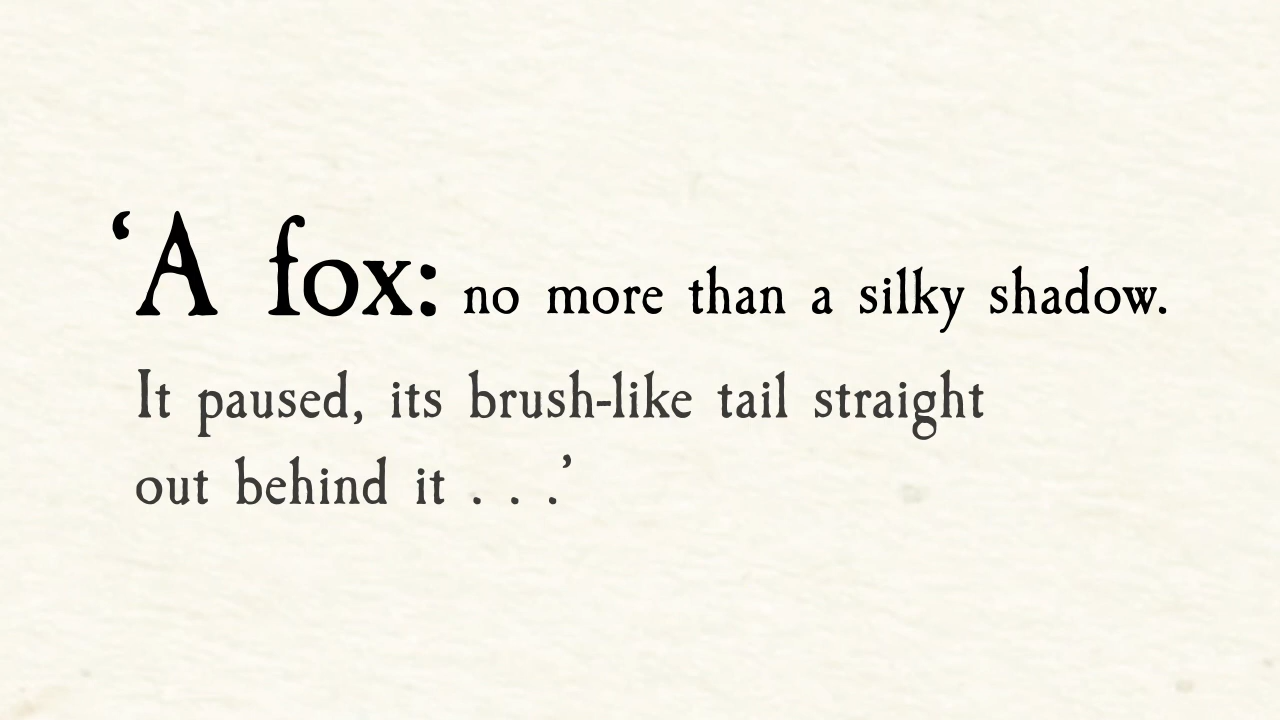 ‘A fox: no more than a silky shadow.
It paused, its brush-like tail straight
out behind it . . .’